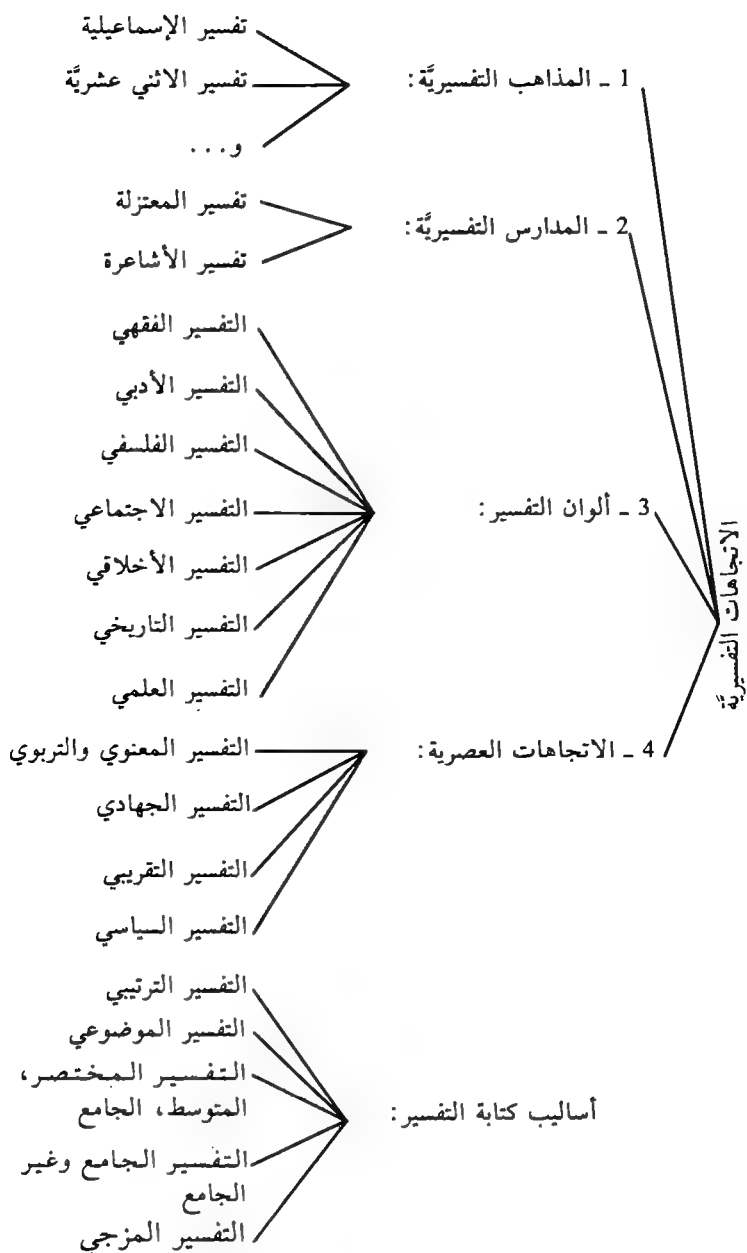 الاتجاهات التفسيريَّة
1 ـ المذاهب التفسيريَّة:
تفسير الإسماعيلية
تفسير الاثني عشريَّة
و...
2 ـ المدارس التفسيريَّة:
تفسير المعتزلة
تفسير الأشاعرة
3 ـ ألوان التفسير:
التفسير الفقهي
التفسير الأدبي
التفسير الفلسفي
التفسير الاجتماعي
التفسير الأخلاقي
التفسير التاريخي
التفسير العلمي
4 ـ الاتجاهات العصرية:
التفسير المعنوي والتربوي
التفسير الجهادي
التفسير التقريبي
التفسير السياسي
أساليب كتابة التفسير:
التفسير الترتيبي
التفسير الموضوعي
التفسير المختصر،
المتوسط، الجامع
التفسير الجامع وغير
الجامع
التفسير المزجي